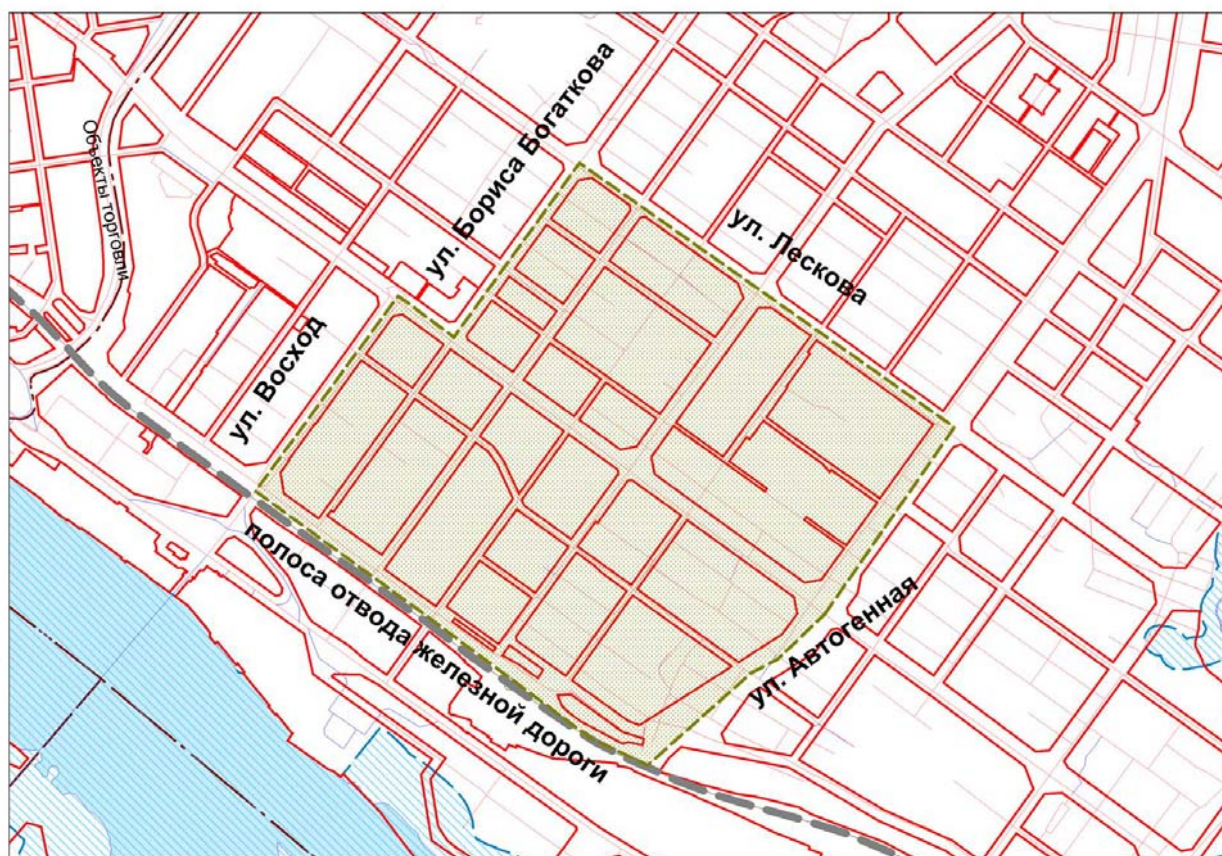 Объекты торговли
ул. Бориса Богаткова
ул. Лескова
ул. Восход
полоса отвода железной дороги
ул. Автогенная